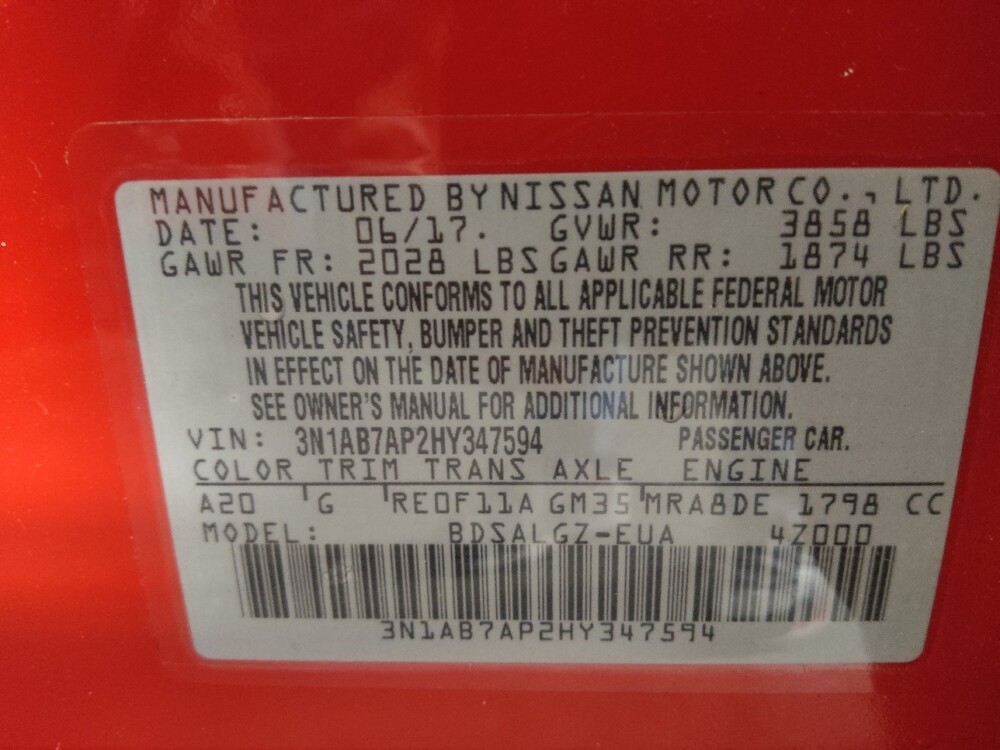 MANUFACTURED BY NISSAN MOTOR CO., LTD.
DATE: 06/17. GVWR: 3858 LBS
GAWR FR: 2028 LBS GAWR RR: 1874 LBS
THIS VEHICLE CONFORMS TO ALL APPLICABLE FEDERAL MOTOR
VEHICLE SAFETY, BUMPER AND THEFT PREVENTION STANDARDS
IN EFFECT ON THE DATE OF MANUFACTURE SHOWN ABOVE.
SEE OWNER'S MANUAL FOR ADDITIONAL INFORMATION.
VIN: 3N1AB7AP2HY347594 PASSENGER CAR.
COLOR TRIM TRANS AXLE ENGINE
A20 G RE0F11A GM35 MRA8DE 1798 CC
MODEL: BDSALGZ-EUA 4Z000
3N1AB7AP2HY347594